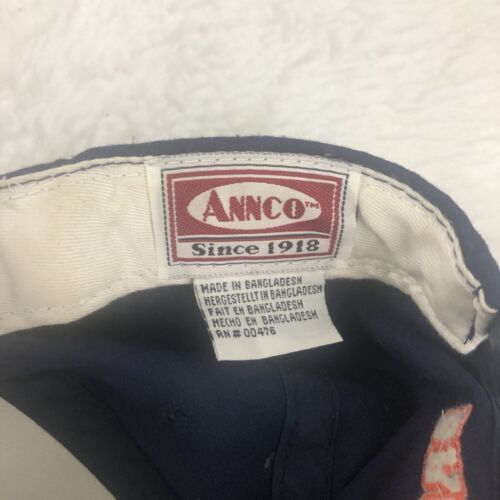 ANNCO™
Since 1918
MADE IN BANGLADESH
HERGESTELLT IN BANGLADESH
FAIT EN BANGLADESH
HECHO EN BANGLADESH
RN# 00476